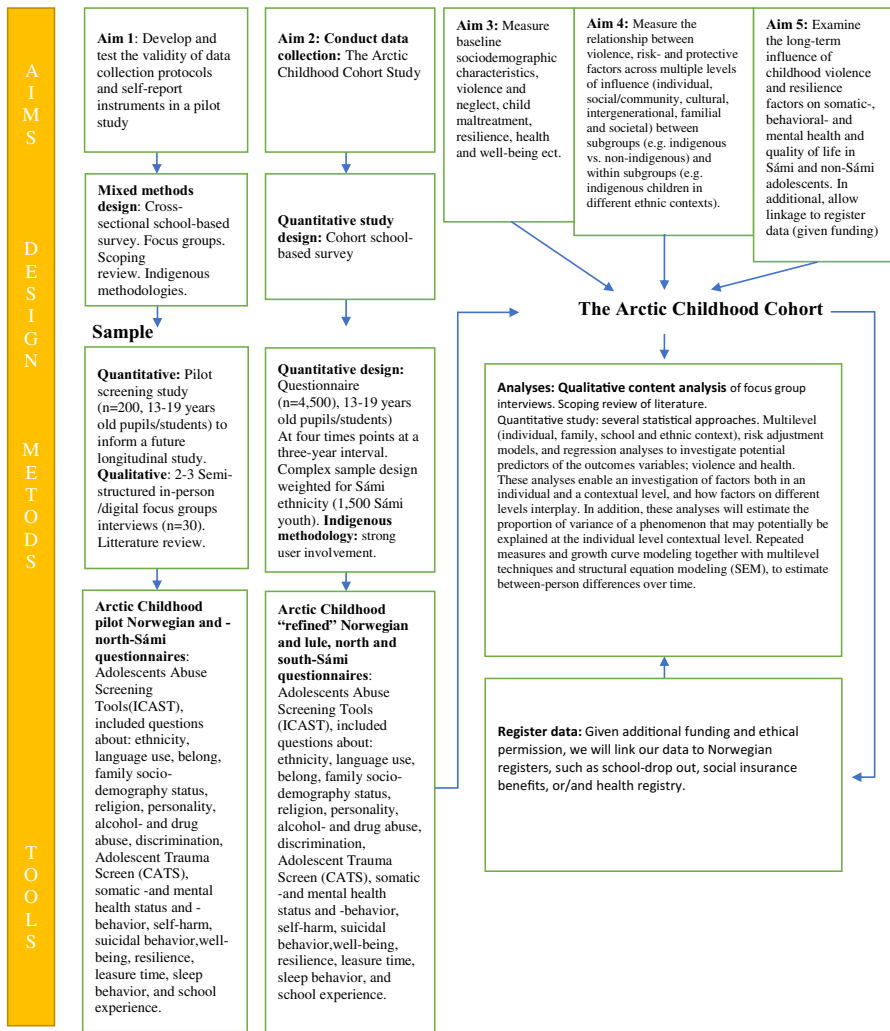 AIMS
DESIGN
METODS
TOOLS
Aim 1: Develop and
test the validity of data
collection protocols
and self-report
instruments in a pilot
study
Mixed methods
design: Cross-
sectional school-based
survey. Focus groups.
Scoping
review. Indigenous
methodologies.
Sample
Quantitative: Pilot
screening study
(n=200, 13-19 years
old pupils/students) to
inform a future
longitudinal study.
Qualitative: 2-3 Semi-
structured in-person
/digital focus groups
interviews (n=30).
Litterature review.
Arctic Childhood
pilot Norwegian and -
north-Sámi
questionnaires:
Adolescents Abuse
Screening
Tools(ICAST),
included questions
about: ethnicity,
language use, belong,
family socio-
demography status,
religion, personality,
alcohol- and drug
abuse, discrimination,
Adolescent Trauma
Screen (CATS),
somatic -and mental
health status and -
behavior, self-harm,
suicidal behavior,well-
being, resilience,
leasure time, sleep
behavior, and school
experience.
Aim 2: Conduct data
collection: The Arctic
Childhood Cohort Study
Quantitative study
design: Cohort school-
based survey
Quantitative design:
Questionnaire
(n=4,500), 13-19 years
old pupils/students)
At four times points at a
three-year interval.
Complex sample design
weighted for Sámi
ethnicity (1,500 Sámi
youth). Indigenous
methodology: strong
user involvement.
Arctic Childhood
“refined” Norwegian
and lule, north and
south-Sámi
questionnaires:
Adolescents Abuse
Screening Tools
(ICAST), included
questions about:
ethnicity, language use,
belong, family socio-
demography status,
religion, personality,
alcohol- and drug abuse,
discrimination,
Adolescent Trauma
Screen (CATS), somatic
-and mental health
status and -behavior,
self-harm, suicidal
behavior,well-being,
resilience, leasure time,
sleep behavior, and
school experience.
Aim 3: Measure
baseline
sociodemographic
characteristics,
violence and
neglect, child
maltreatment,
resilience, health
and well-being ect.
Aim 4: Measure the
relationship between
violence, risk- and protective
factors across multiple levels
of influence (individual,
social/community, cultural,
intergenerational, familial
and societal) between
subgroups (e.g. indigenous
vs. non-indigenous) and
within subgroups (e.g.
indigenous children in
different ethnic contexts).
Aim 5: Examine
the long-term
influence of
childhood violence
and resilience
factors on somatic-,
behavioral- and
mental health and
quality of life in
Sámi and non-Sámi
adolescents. In
additional, allow
linkage to register
data (given funding)
The Arctic Childhood Cohort
Analyses: Qualitative content analysis of focus group
interviews. Scoping review of literature.
Quantitative study: several statistical approaches. Multilevel
(individual, family, school and ethnic context), risk adjustment
models, and regression analyses to investigate potential
predictors of the outcomes variables; violence and health.
These analyses enable an investigation of factors both in an
individual and a contextual level, and how factors on different
levels interplay. In addition, these analyses will estimate the
proportion of variance of a phenomenon that may potentially be
explained at the individual level contextual level. Repeated
measures and growth curve modeling together with multilevel
techniques and structural equation modeling (SEM), to estimate
between-person differences over time.
Register data: Given additional funding and ethical
permission, we will link our data to Norwegian
registers, such as school-drop out, social insurance
benefits, or/and health registry.